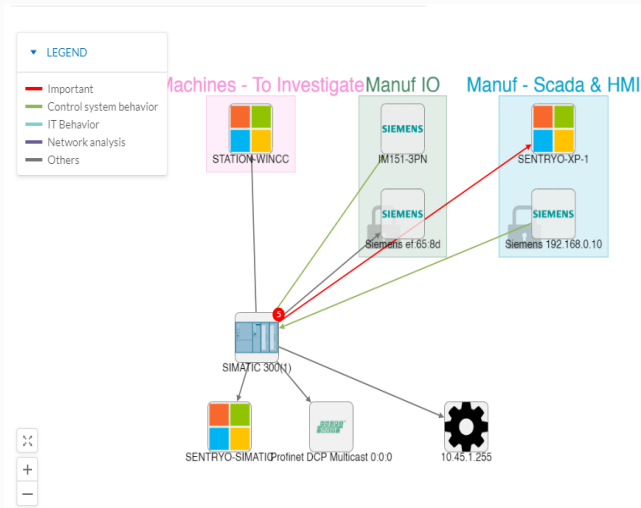 LEGEND
Important
Control system behavior
IT Behavior
Network analysis
Others
Machines - To Investigate
Manuf IO
Manuf - Scada & HMI
SIEMENS
STATION-WINCC
IM151-3PN
SENTRYO-XP-1
SIEMENS
SIEMENS
Siemens ef:65:8d
Siemens 192.168.0.10
5
SIMATIC 300(1)
SENTRYO-SIMATIC
Profinet DCP Multicast 0:0:0
10.45.1.255